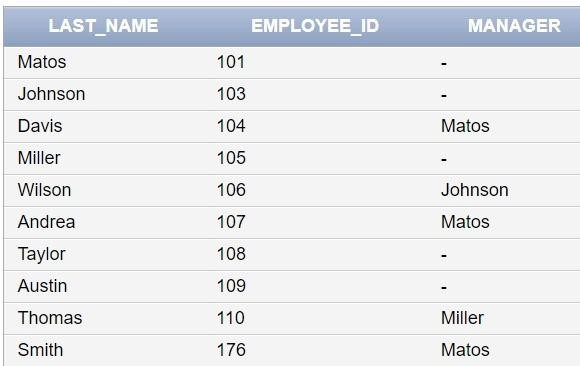 LAST_NAME EMPLOYEE_ID MANAGER
Matos 101 -
Johnson 103 -
Davis 104 Matos
Miller 105 -
Wilson 106 Johnson
Andrea 107 Matos
Taylor 108 -
Austin 109 -
Thomas 110 Miller
Smith 176 Matos